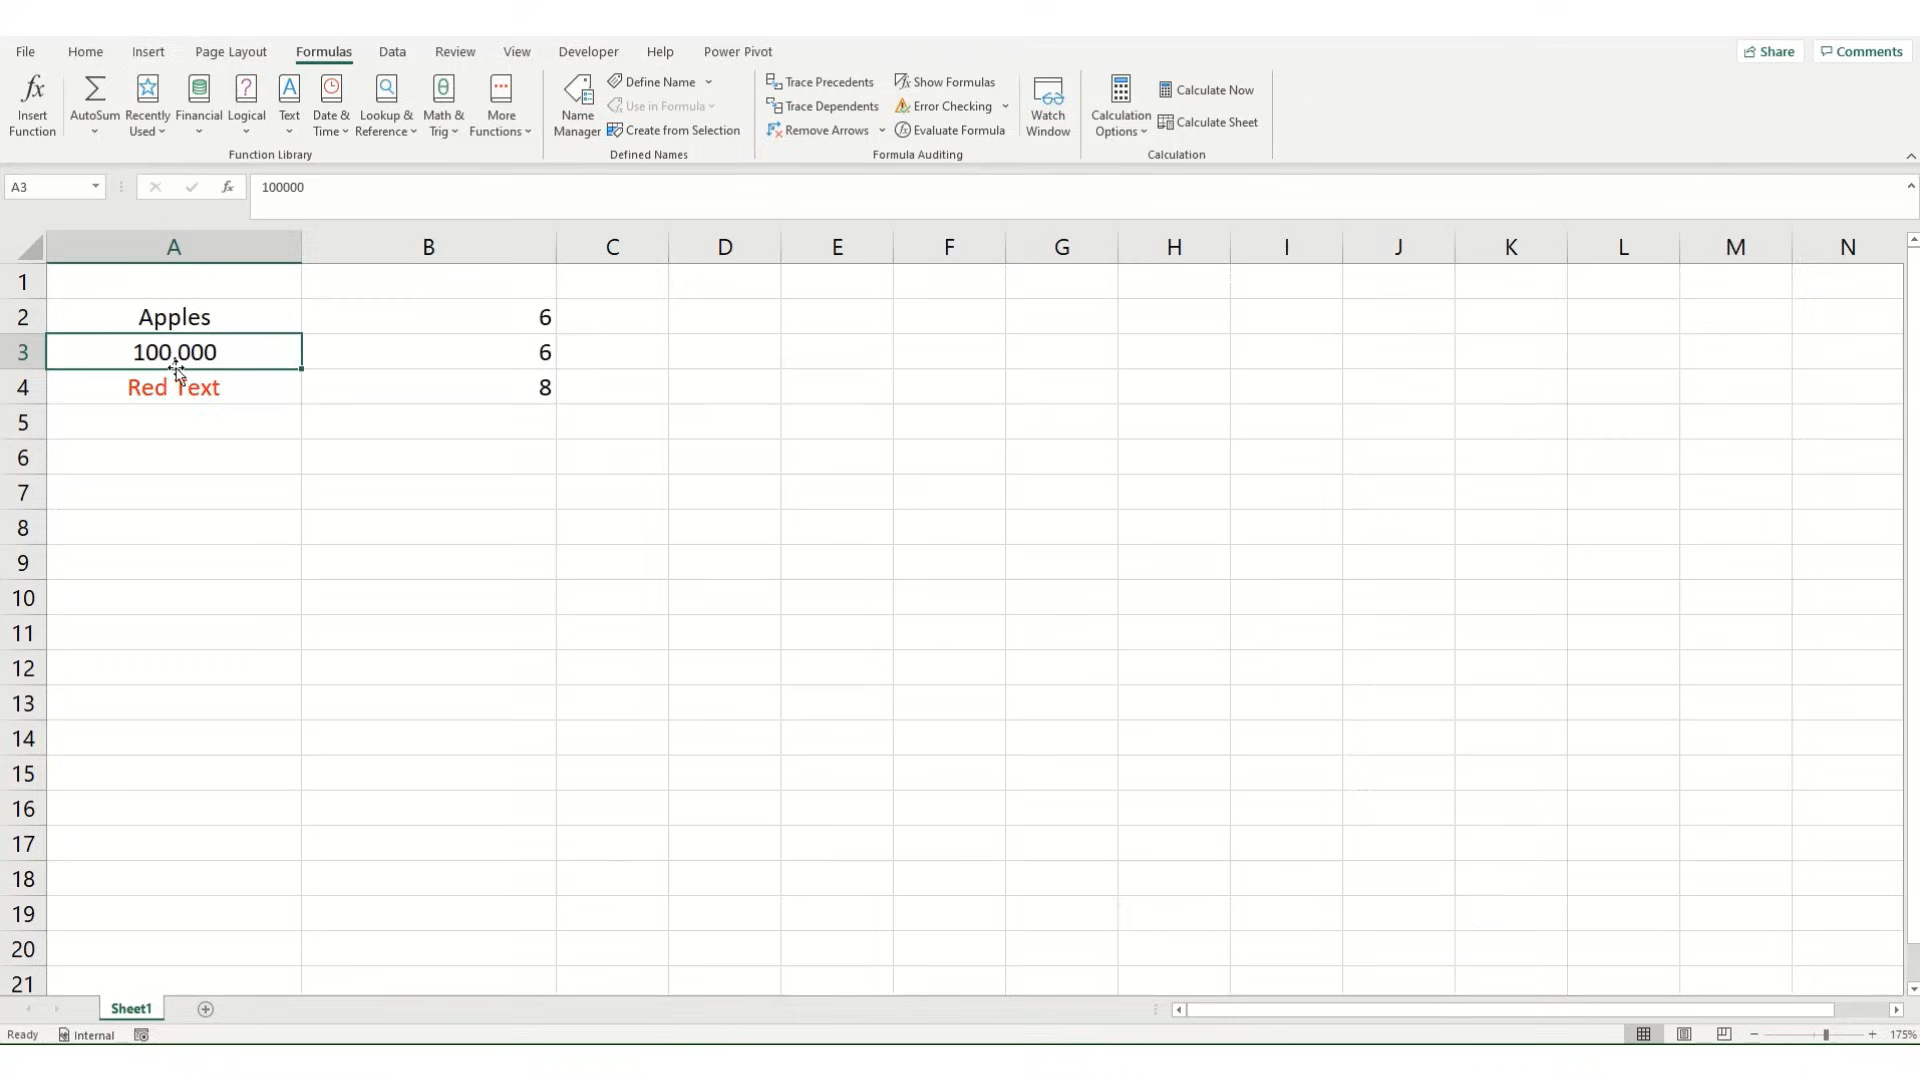 File Home Insert Page Layout Formulas Data Review View Developer Help Power Pivot Share Comments
fx
Insert Function
AutoSum
Recently Used
Financial
Logical
Text
Date & Time
Lookup & Reference
Math & Trig
More Functions
Function Library
Name Manager
Define Name
Use in Formula
Create from Selection
Defined Names
Trace Precedents
Trace Dependents
Remove Arrows
Show Formulas
Error Checking
Evaluate Formula
Formula Auditing
Watch Window
Calculation Options
Calculate Now
Calculate Sheet
Calculation
A3 fx 100000
A B C D E F G H I J K L M N
1
2 Apples 6
3 100,000 6
4 Red Text 8
5
6
7
8
9
10
11
12
13
14
15
16
17
18
19
20
21
Sheet1
Ready Internal 175%